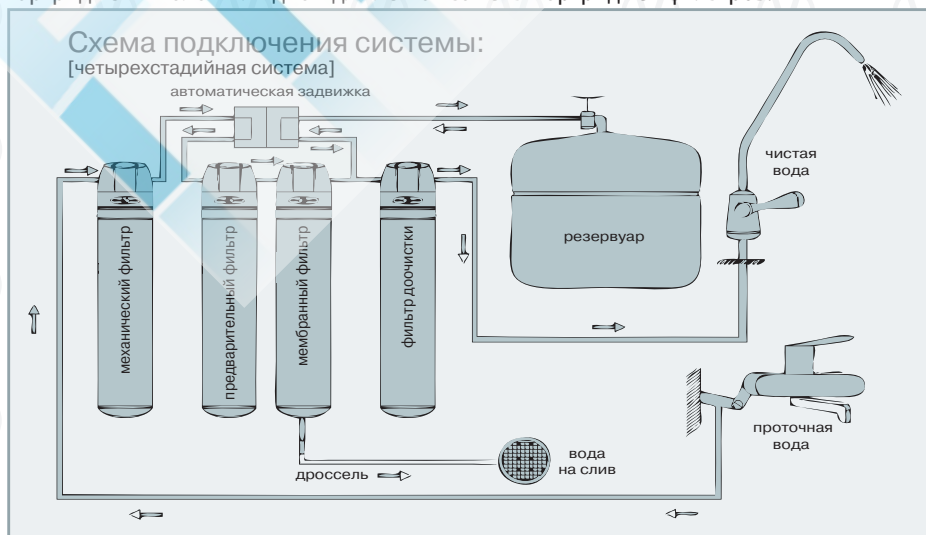 Схема подключения системы:
[четырехстадийная система]
автоматическая задвижка
чистая
вода
резервуар
механический фильтр
предварительный фильтр
мембранный фильтр
фильтр доочистки
проточная
вода
вода
на слив
дроссель